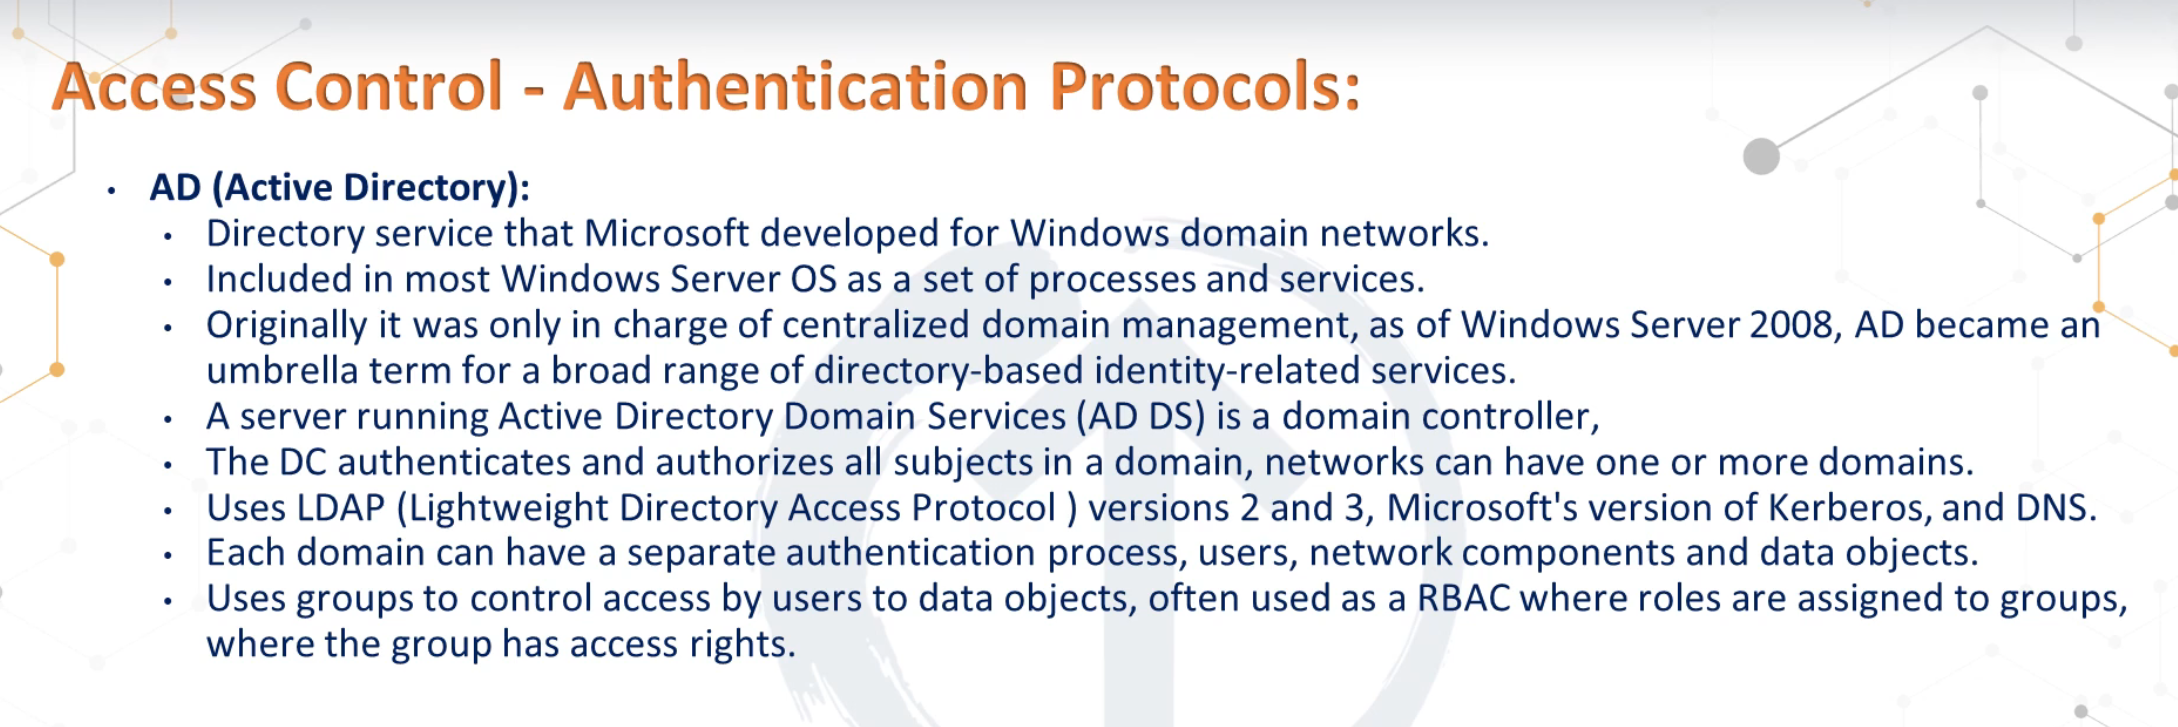 Access Control - Authentication Protocols:
• AD (Active Directory):
• Directory service that Microsoft developed for Windows domain networks.
• Included in most Windows Server OS as a set of processes and services.
• Originally it was only in charge of centralized domain management, as of Windows Server 2008, AD became an
umbrella term for a broad range of directory-based identity-related services.
• A server running Active Directory Domain Services (AD DS) is a domain controller,
• The DC authenticates and authorizes all subjects in a domain, networks can have one or more domains.
• Uses LDAP (Lightweight Directory Access Protocol ) versions 2 and 3, Microsoft's version of Kerberos, and DNS.
• Each domain can have a separate authentication process, users, network components and data objects.
• Uses groups to control access by users to data objects, often used as a RBAC where roles are assigned to groups,
where the group has access rights.